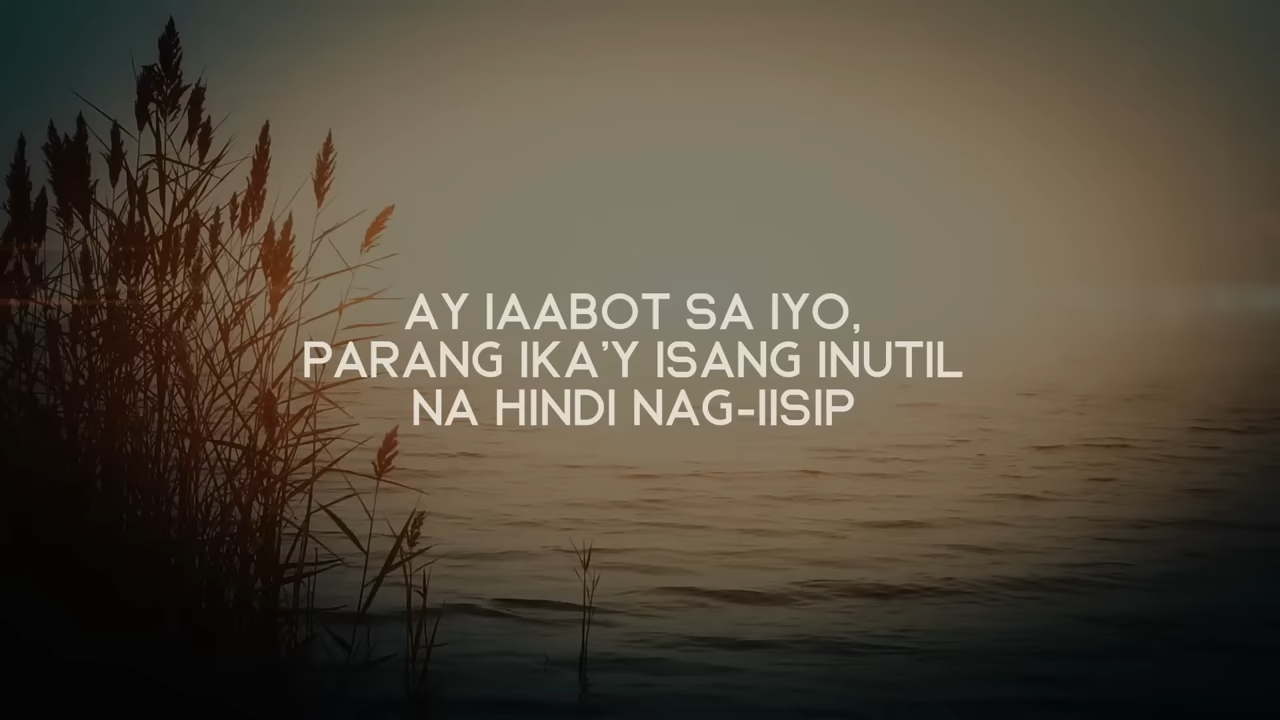 AY IAABOT SA IYO,
PARANG IKA'Y ISANG INUTIL
NA HINDI NAG-IISIP